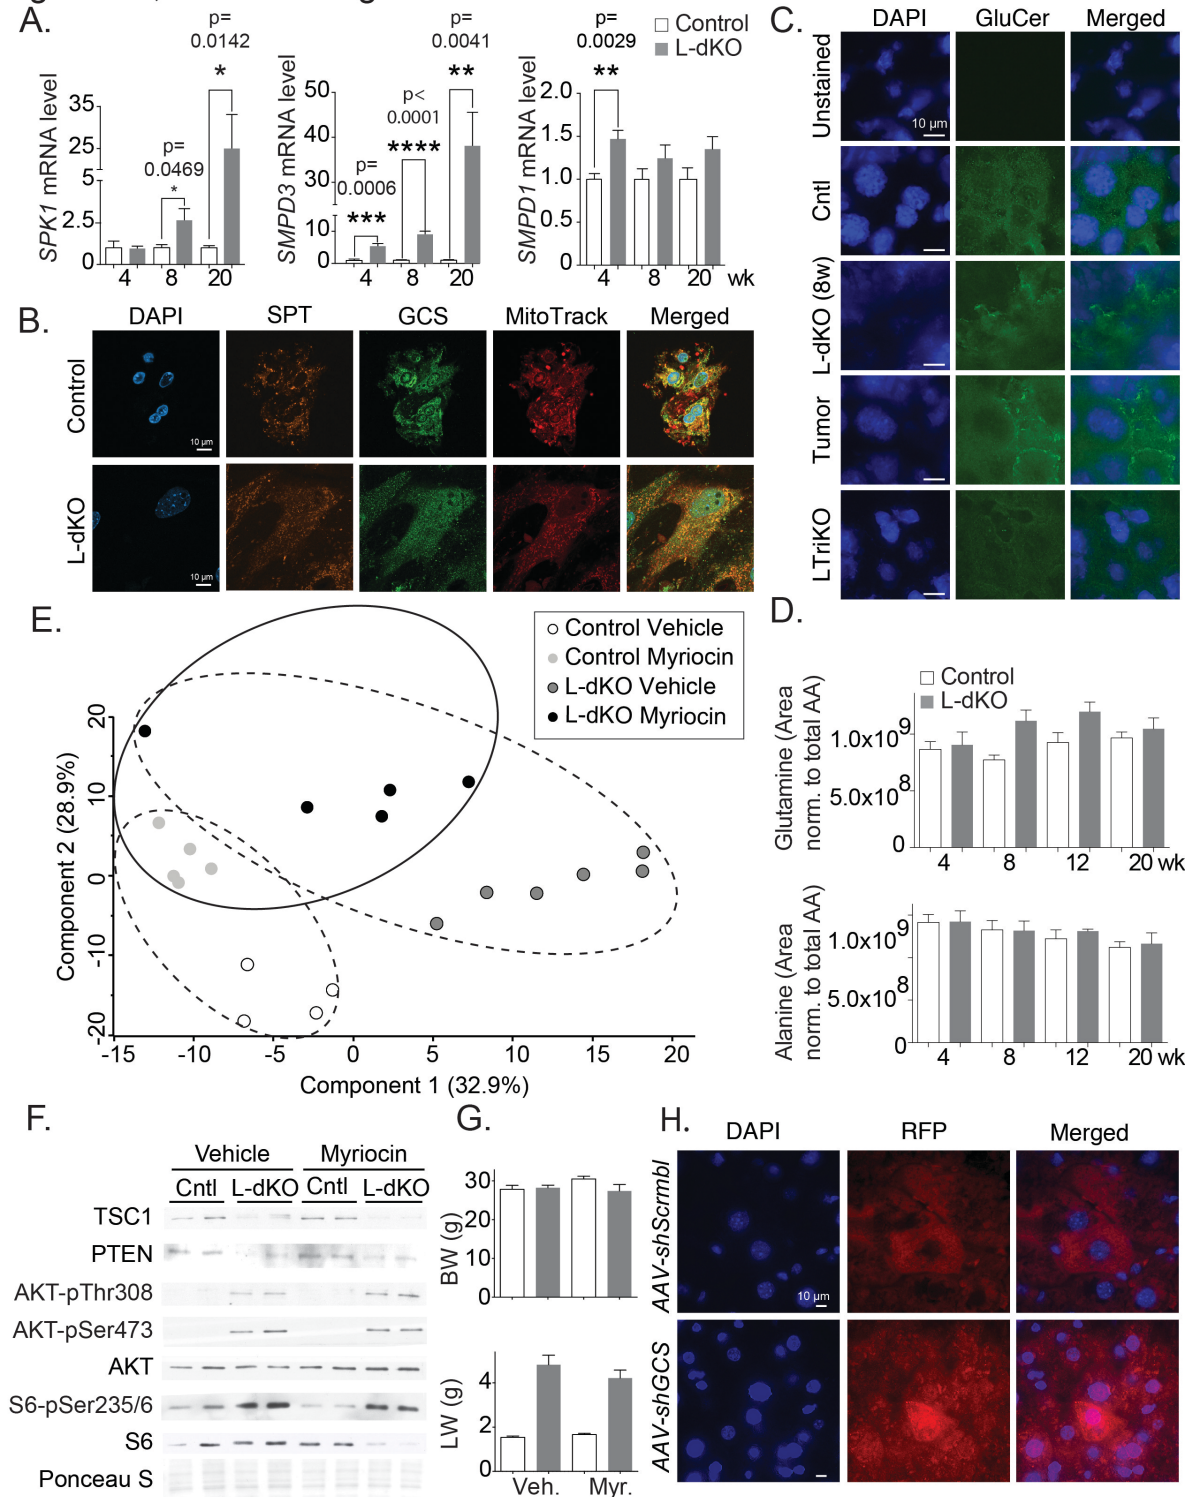 A.
p=
0.0142
*
p=
0.0469
*
SPK1 mRNA level
35
25
5
2.5
0
4
8
20
p=
0.0041
**
p<
0.0001
****
p=
0.0006
***
SMPD3 mRNA level
50
40
30
10
0
4
8
20
p=
0.0029
**
Control
L-dKO
SMPD1 mRNA level
2.0
1.5
1.0
0.5
0
4
8
20
wk
B.
DAPI
SPT
GCS
MitoTrack
Merged
Control
10 µm
L-dKO
10 µm
C.
DAPI
GluCer
Merged
Unstained
10 µm
Cntl
L-dKO (8w)
Tumor
LTriKO
D.
Control
L-dKO
Glutamine (Area
norm. to total AA)
1.0x10⁹
5.0x10⁸
0
4
8
12
20 wk
Alanine (Area
norm. to total AA)
1.0x10⁹
5.0x10⁸
0
4
8
12
20 wk
E.
Control Vehicle
Control Myriocin
L-dKO Vehicle
L-dKO Myriocin
Component 2 (28.9%)
20
10
0
-10
-20
-15
-10
-5
0
5
10
15
20
Component 1 (32.9%)
F.
Vehicle
Myriocin
Cntl
L-dKO
Cntl
L-dKO
TSC1
PTEN
AKT-pThr308
AKT-pSer473
AKT
S6-pSer235/6
S6
Ponceau S
G.
BW (g)
30
20
10
0
LW (g)
4
2
0
Veh.
Myr.
H.
DAPI
RFP
Merged
AAV-shScrmbl
10 µm
AAV-shGCS